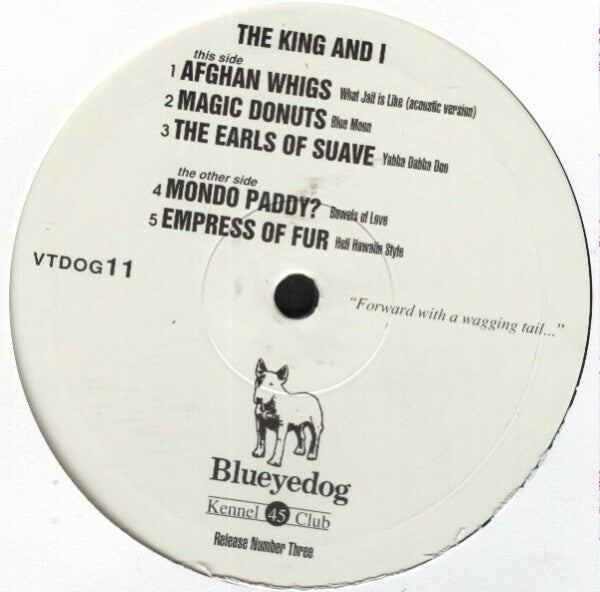 THE KING AND I
this side
1 AFGHAN WHIGS What Jail is Like (acoustic version)
2 MAGIC DONUTS Blue Moon
3 THE EARLS OF SUAVE Yabba Dabba Doo
the other side
4 MONDO PADDY? Bowels of Love
5 EMPRESS OF FUR Hell Hawaiin Style
VTDOG11
"Forward with a wagging tail..."
Blueyedog
Kennel 45 Club
Release Number Three